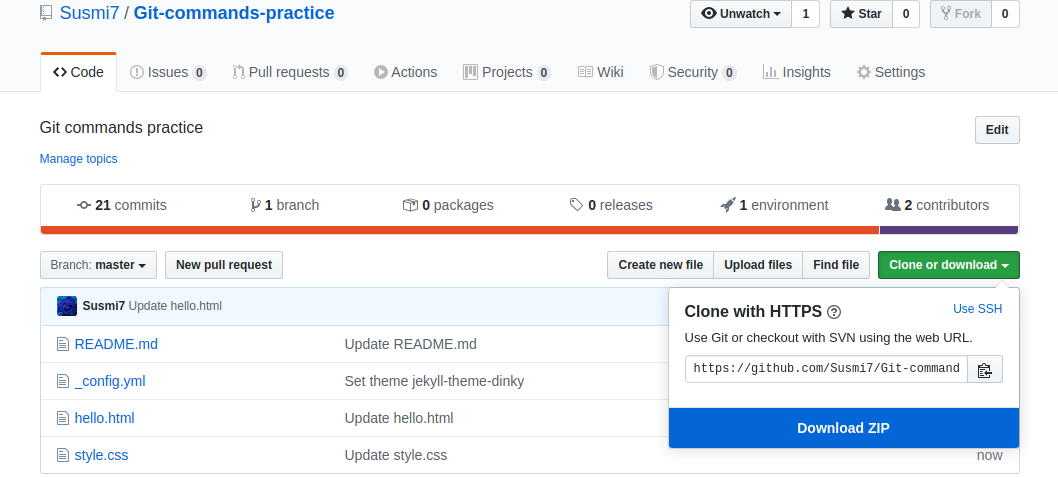 Susmi7 / Git-commands-practice
Unwatch 1 Star 0 Fork 0
Code Issues 0 Pull requests 0 Actions Projects 0 Wiki Security 0 Insights Settings
Git commands practice
Edit
Manage topics
21 commits 1 branch 0 packages 0 releases 1 environment 2 contributors
Branch: master New pull request Create new file Upload files Find file Clone or download
Susmi7 Update hello.html
README.md Update README.md
_config.yml Set theme jekyll-theme-dinky
hello.html Update hello.html
style.css Update style.css now
Clone with HTTPS ? Use SSH
Use Git or checkout with SVN using the web URL.
https://github.com/Susmi7/Git-command
Download ZIP